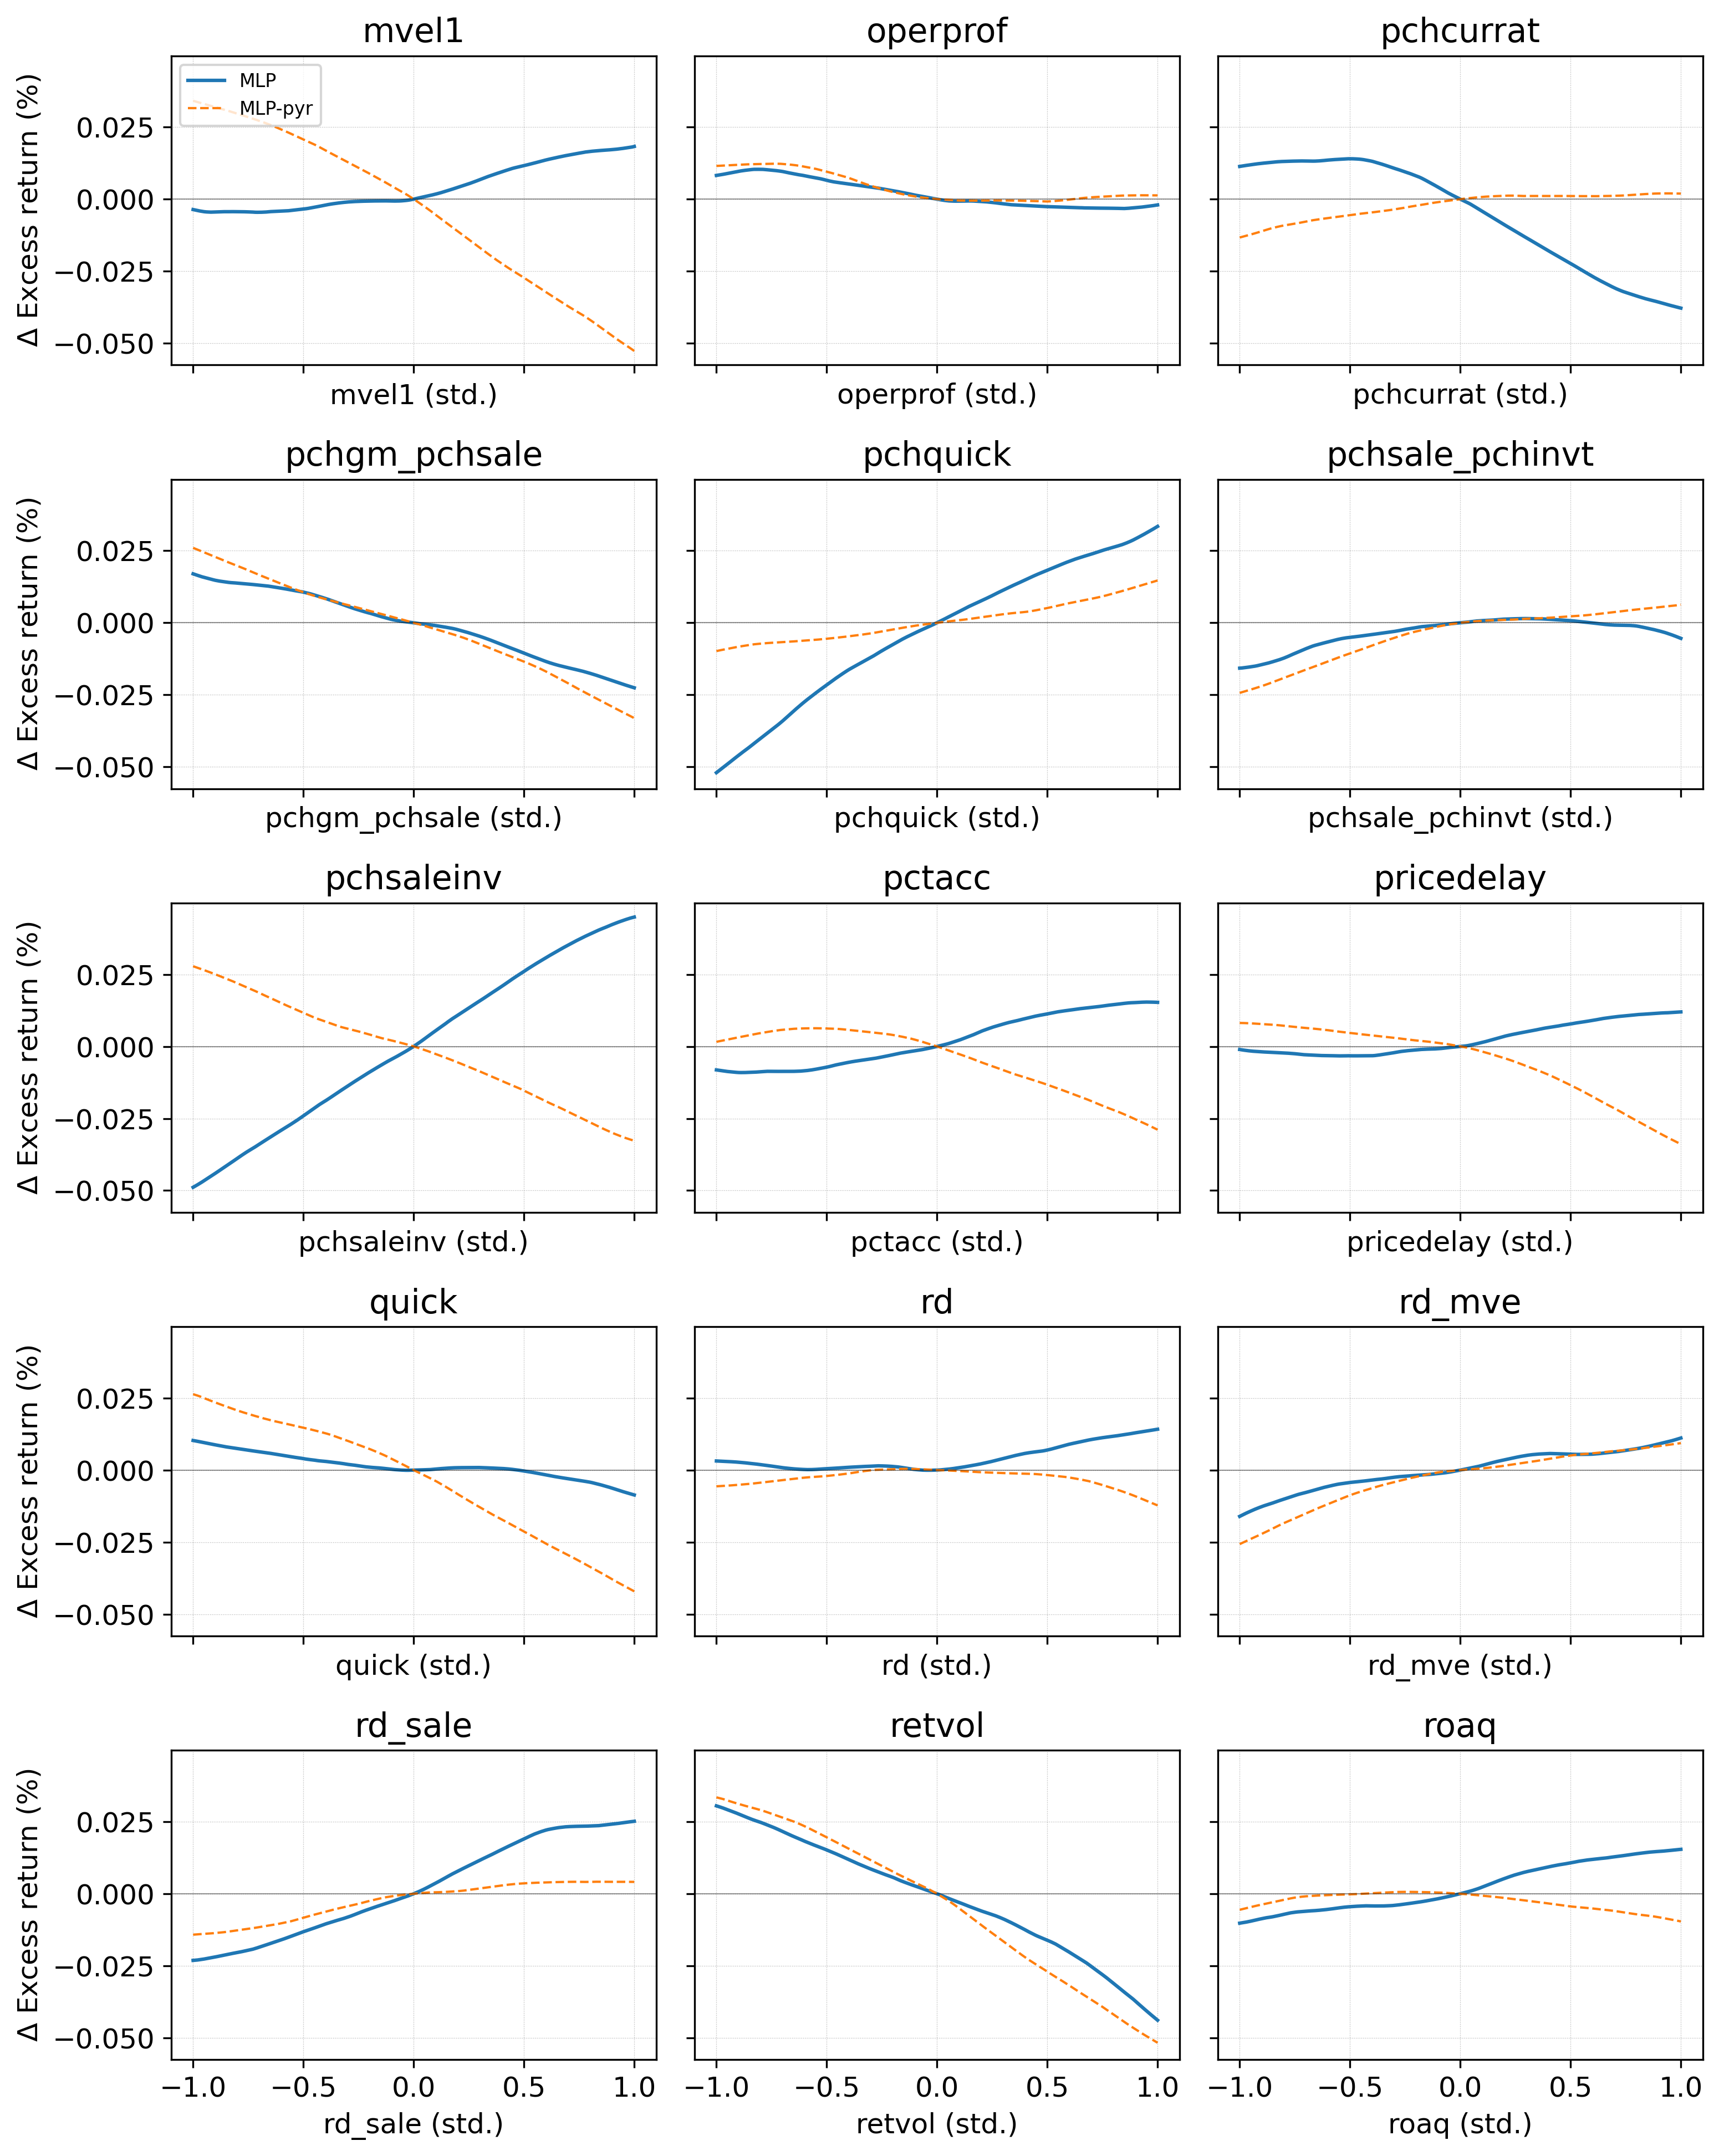 mvel1 operprof pchcurrat
MLP
MLP-pyr
Δ Excess return (%)
0.025
0.000
−0.025
−0.050
mvel1 (std.) operprof (std.) pchcurrat (std.)
pchgm_pchsale pchquick pchsale_pchinvt
Δ Excess return (%)
0.025
0.000
−0.025
−0.050
pchgm_pchsale (std.) pchquick (std.) pchsale_pchinvt (std.)
pchsaleinv pctacc pricedelay
Δ Excess return (%)
0.025
0.000
−0.025
−0.050
pchsaleinv (std.) pctacc (std.) pricedelay (std.)
quick rd rd_mve
Δ Excess return (%)
0.025
0.000
−0.025
−0.050
quick (std.) rd (std.) rd_mve (std.)
rd_sale retvol roaq
Δ Excess return (%)
0.025
0.000
−0.025
−0.050
−1.0 −0.5 0.0 0.5 1.0 −1.0 −0.5 0.0 0.5 1.0 −1.0 −0.5 0.0 0.5 1.0
rd_sale (std.) retvol (std.) roaq (std.)